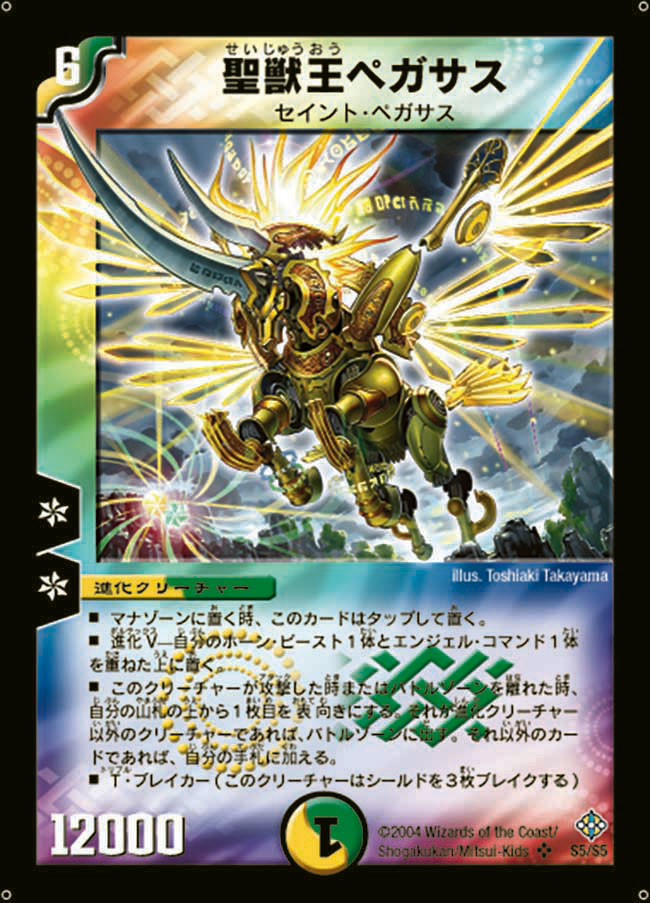 6
せいじゅうおう
聖獣王ペガサス
セイント・ペガサス
illus. Toshiaki Takayama
進化クリーチャー
■ マナゾーンに置く時、このカードはタップして置く。
■ 進化V―自分のホーン・ビースト1体とエンジェル・コマンド1体
を重ねた上に置く。
■ このクリーチャーが攻撃した時またはバトルゾーンを離れた時、
自分の山札の上から1枚目を表向きにする。それが進化クリーチャー
以外のクリーチャーであれば、バトルゾーンに出す。それ以外のカー
ドであれば、自分の手札に加える。
■ T・ブレイカー(このクリーチャーはシールドを3枚ブレイクする)
12000
1
©2004 Wizards of the Coast/
Shogakukan/Mitsui-Kids
S5/S5